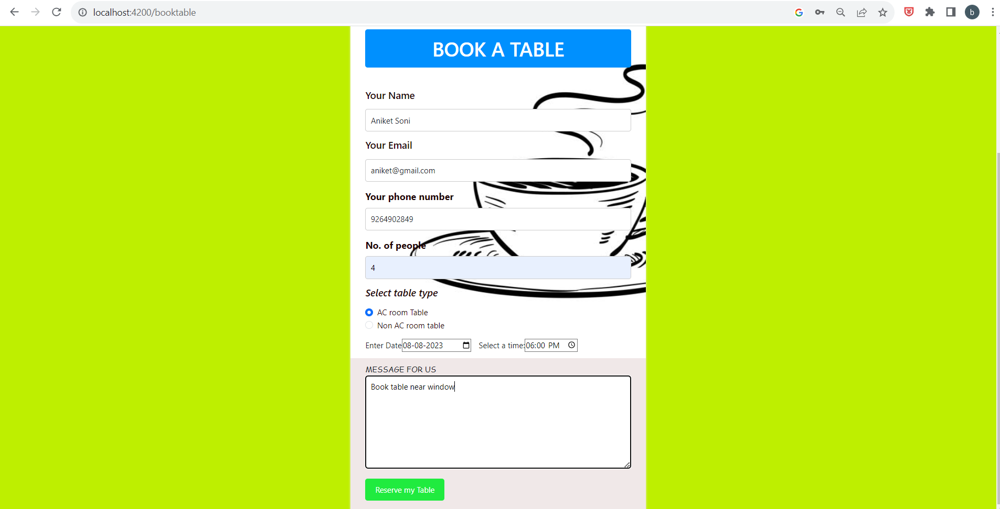 localhost:4200/booktable
b
BOOK A TABLE
Your Name
Aniket Soni
Your Email
aniket@gmail.com
Your phone number
9264902849
No. of people
4
Select table type
AC room Table
Non AC room table
Enter Date 08-08-2023 Select a time: 06:00 PM
MESSAGE FOR US
Book table near window
Reserve my Table